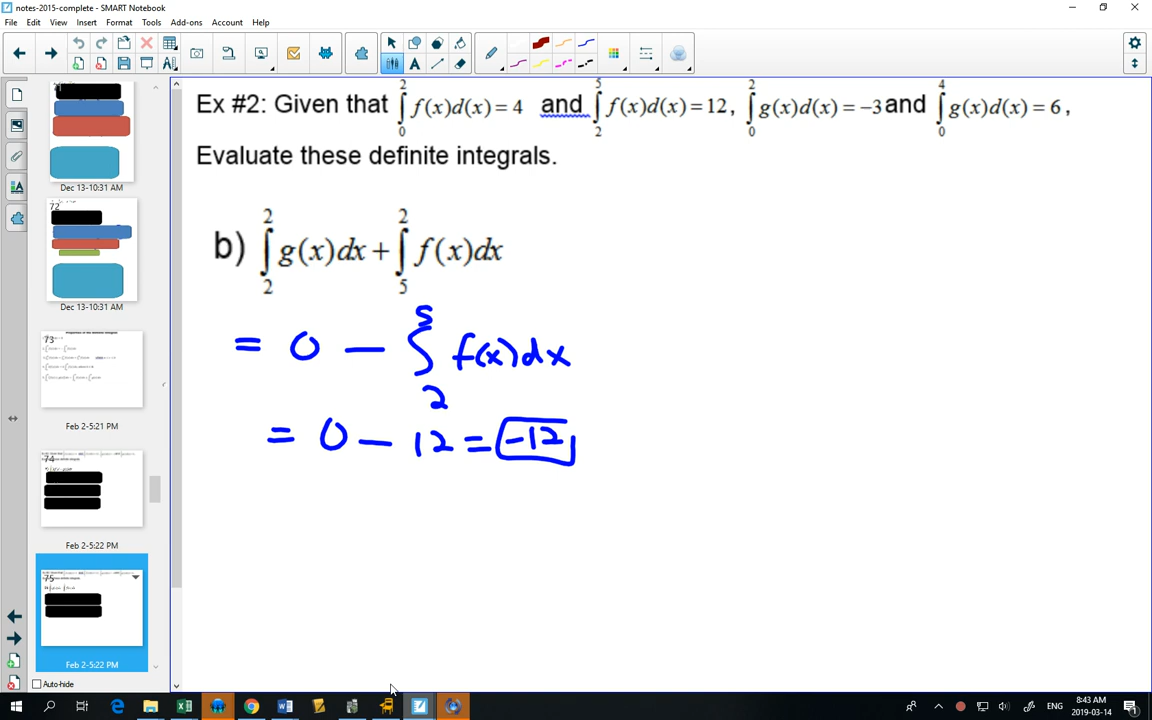 notes-2015-complete - SMART Notebook
File Edit View Insert Format Tools Add-ons Account Help
Ex #2: Given that ∫₀² f(x)d(x) = 4 and ∫₂⁵ f(x)d(x) = 12, ∫₀² g(x)d(x) = −3 and ∫₀⁴ g(x)d(x) = 6,
Evaluate these definite integrals.
b) ∫₂² g(x)dx + ∫₅² f(x)dx
= 0 − ∫₂⁵ f(x)dx
= 0 − 12 = -12
Dec 13-10:31 AM
72
Dec 13-10:31 AM
73
Feb 2-5:21 PM
74
Feb 2-5:22 PM
75
Feb 2-5:22 PM
Auto-hide
ENG
8:43 AM
2019-03-14